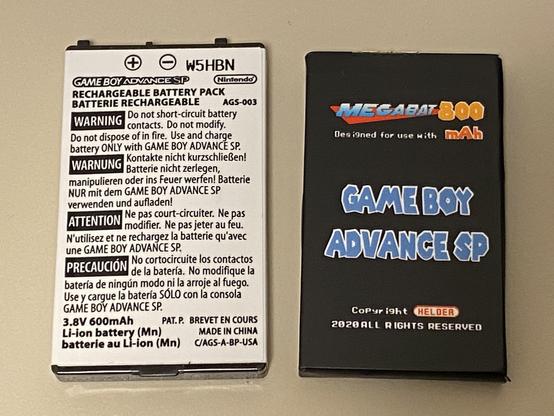 + − W5HBN
GAME BOY ADVANCE SP Nintendo
RECHARGEABLE BATTERY PACK
BATTERIE RECHARGEABLE AGS-003
WARNING Do not short-circuit battery
contacts. Do not modify.
Do not dispose of in fire. Use and charge
battery ONLY with GAME BOY ADVANCE SP.
WARNUNG Kontakte nicht kurzschließen!
Batterie nicht zerlegen,
manipulieren oder ins Feuer werfen! Batterie
NUR mit dem GAME BOY ADVANCE SP
verwenden und aufladen!
ATTENTION Ne pas court-circuiter. Ne pas
modifier. Ne pas jeter au feu.
N'utilisez et ne rechargez la batterie qu'avec
une GAME BOY ADVANCE SP.
PRECAUCIÓN No cortocircuite los contactos
de la batería. No modifique la
batería de ningún modo ni la arroje al fuego.
Use y cargue la batería SÓLO con la consola
GAME BOY ADVANCE SP.
3.8V 600mAh PAT. P. BREVET EN COURS
Li-ion battery (Mn) MADE IN CHINA
batterie au Li-ion (Mn) C/AGS-A-BP-USA
MEGABAT 800
Designed for use with mAh
GAME BOY
ADVANCE SP
Copyright HELDER
2020 ALL RIGHTS RESERVED